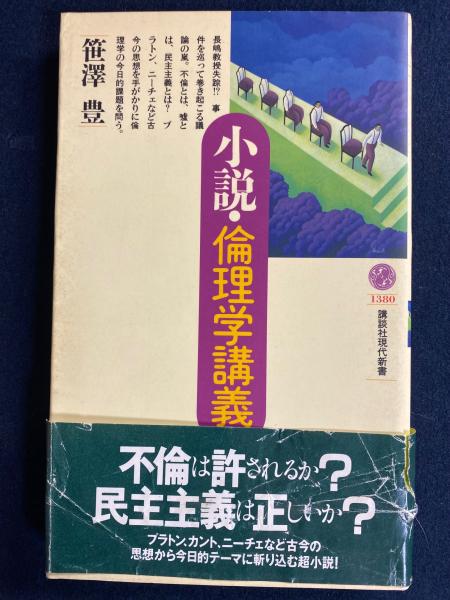 笹澤 豊
長嶋教授失踪!? 事
件を巡って巻き起こる議
論の嵐。不倫とは、嘘と
は、民主主義とは? プ
ラトン、ニーチェなど古
今の思想を手がかりに倫
理学の今日的課題を問う。
小説・倫理学講義
1380
講談社現代新書
不倫は許されるか?
民主主義は正しいか?
プラトン、カント、ニーチェなど古今の
思想から今日的テーマに斬り込む超小説!